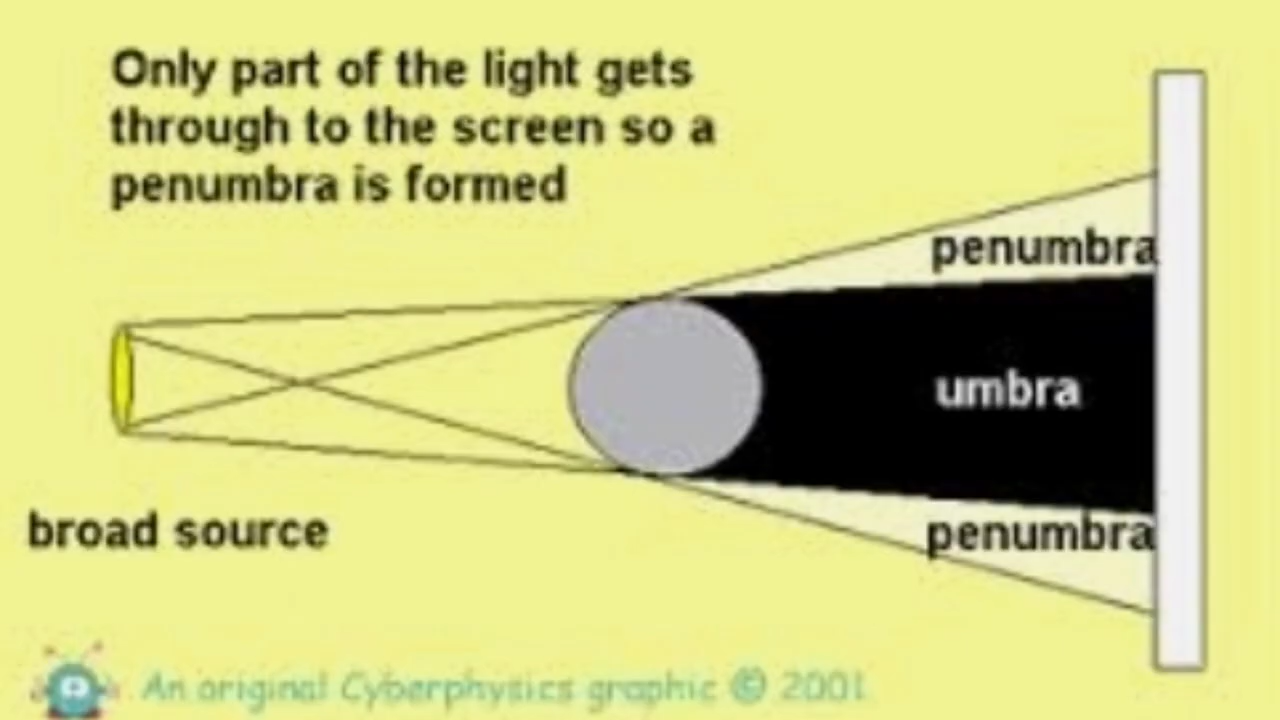 Only part of the light gets
through to the screen so a
penumbra is formed
penumbra
umbra
broad source
penumbra
An original Cyberphysics graphic © 2001